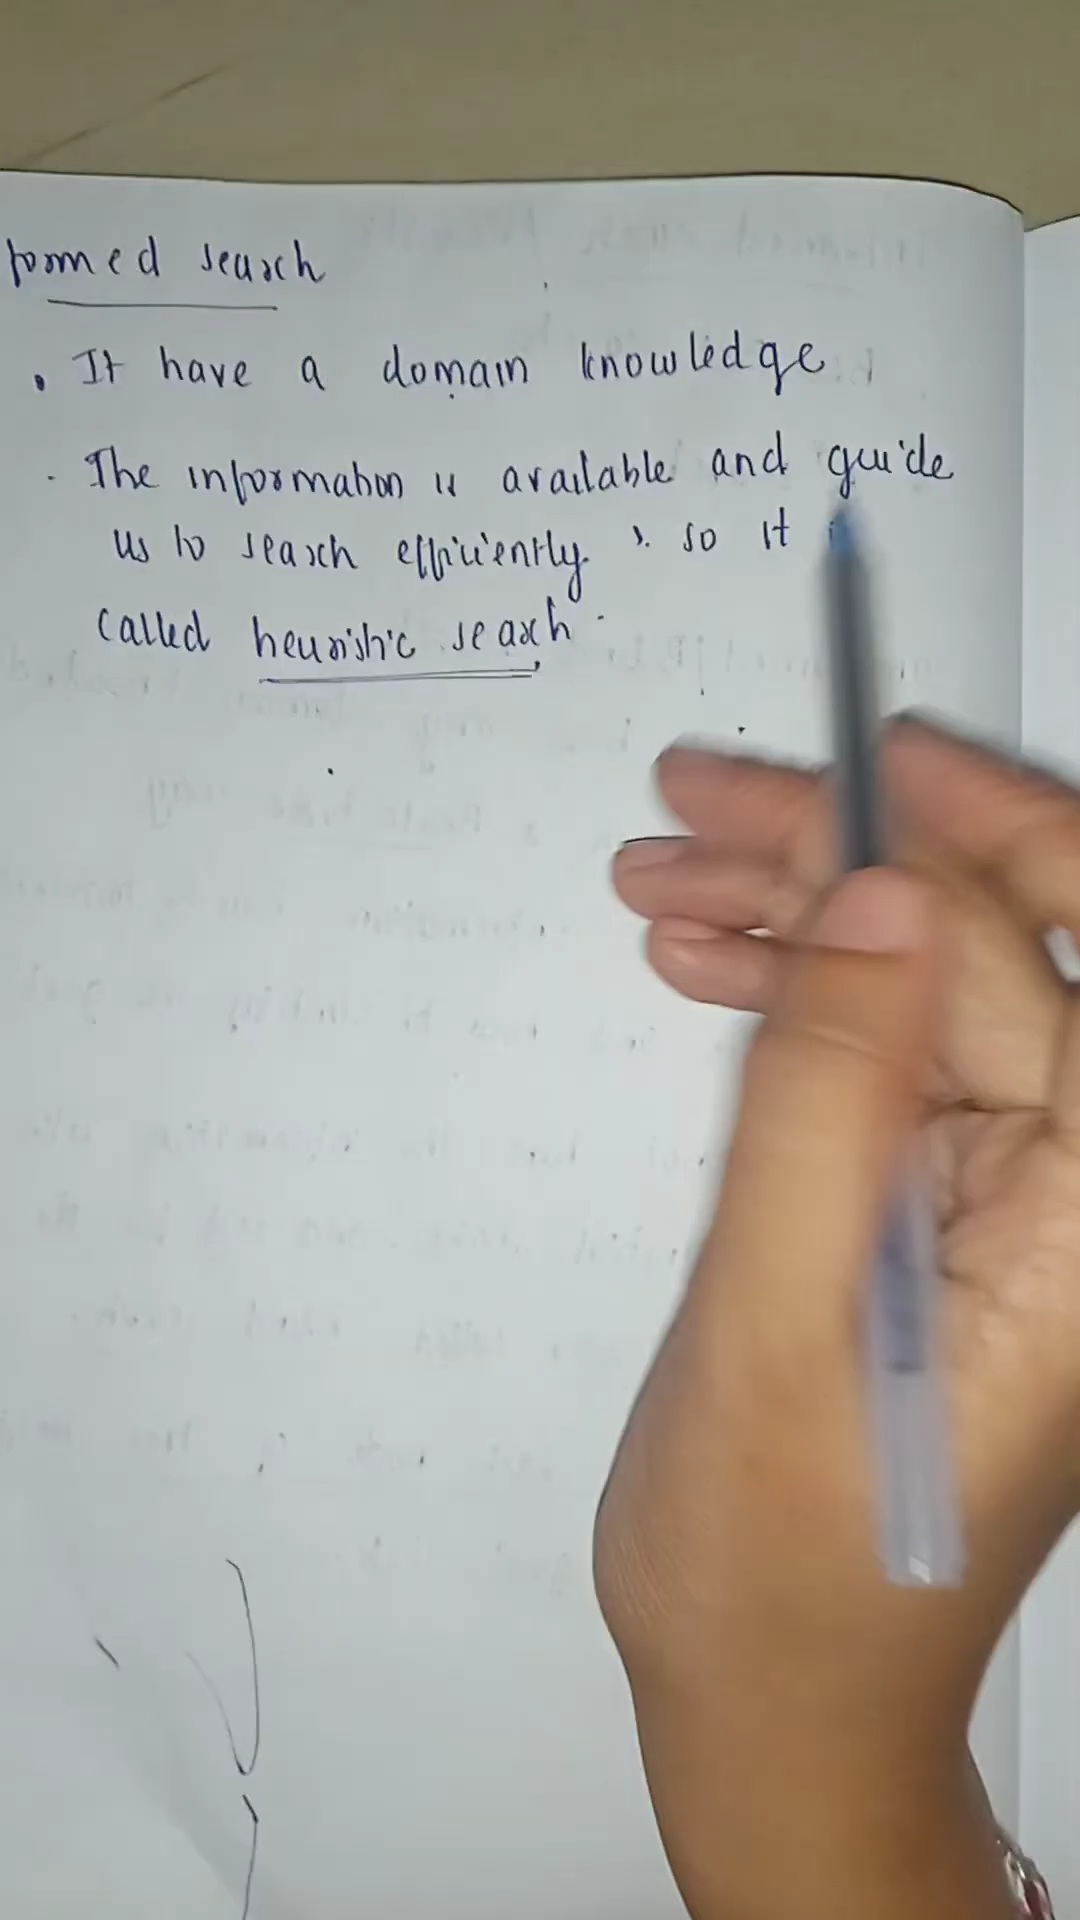 formed search
. It have a domain knowledge
. The information is available and guide
us to search efficiently. so it
called heuristic search.